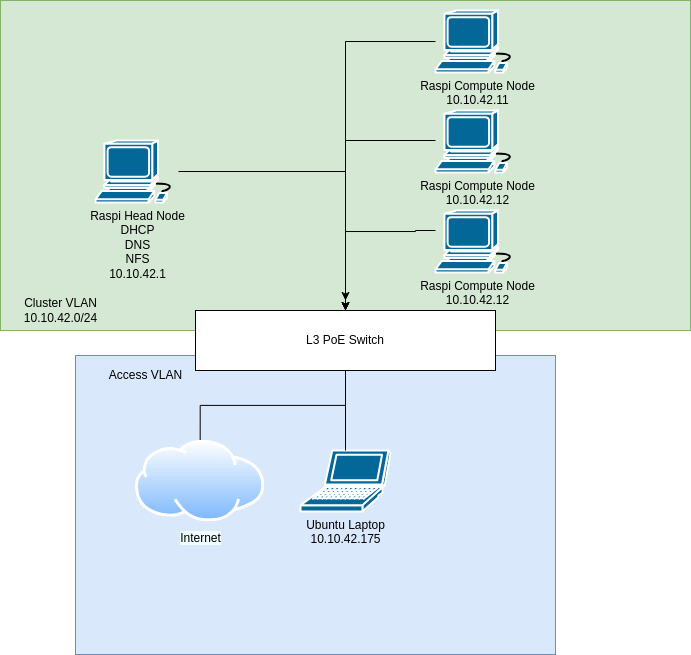 Raspi Compute Node
10.10.42.11
Raspi Compute Node
10.10.42.12
Raspi Compute Node
10.10.42.12
Raspi Head Node
DHCP
DNS
NFS
10.10.42.1
Cluster VLAN
10.10.42.0/24
L3 PoE Switch
Access VLAN
Internet
Ubuntu Laptop
10.10.42.175